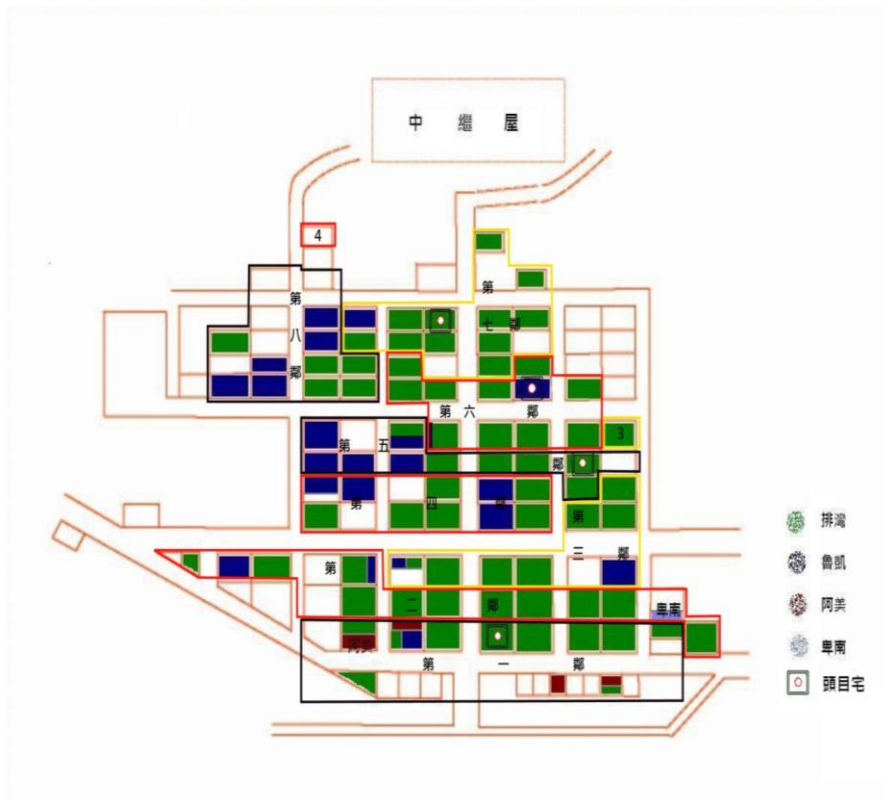 中 繼 屋
4
第 八 鄰
第 七 鄰
第 六 鄰
3
第 五 鄰
第 四 鄰
第 三 鄰
第 二 鄰
卑南
阿美
第 一 鄰
排灣
魯凱
阿美
卑南
頭目宅